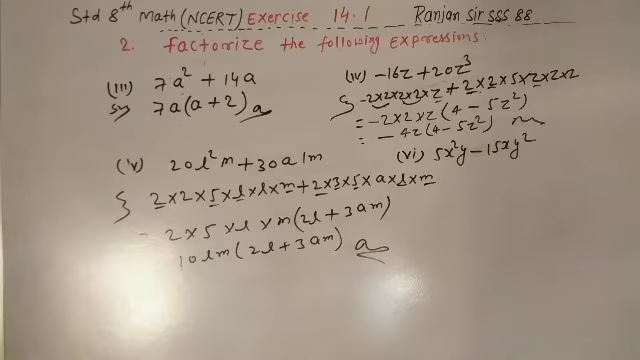 Std 8th Math (NCERT) Exercise 14.1 Ranjan Sir SSS 88
2. Factorize the following Expressions.
(iii) 7a² + 14a
7a(a+2)
(iv) -16z + 20z³
-2×2×2×2×z + 2×2×5×z×z×z
= -2×2×z(4 - 5z²)
= -4z(4-5z²)
(v) 20l²m + 30alm
2×2×5×l×l×m + 2×3×5×a×l×m
= 2×5×l×m(2l + 3am)
10lm(2l + 3am)
(vi) 5x²y - 15xy²